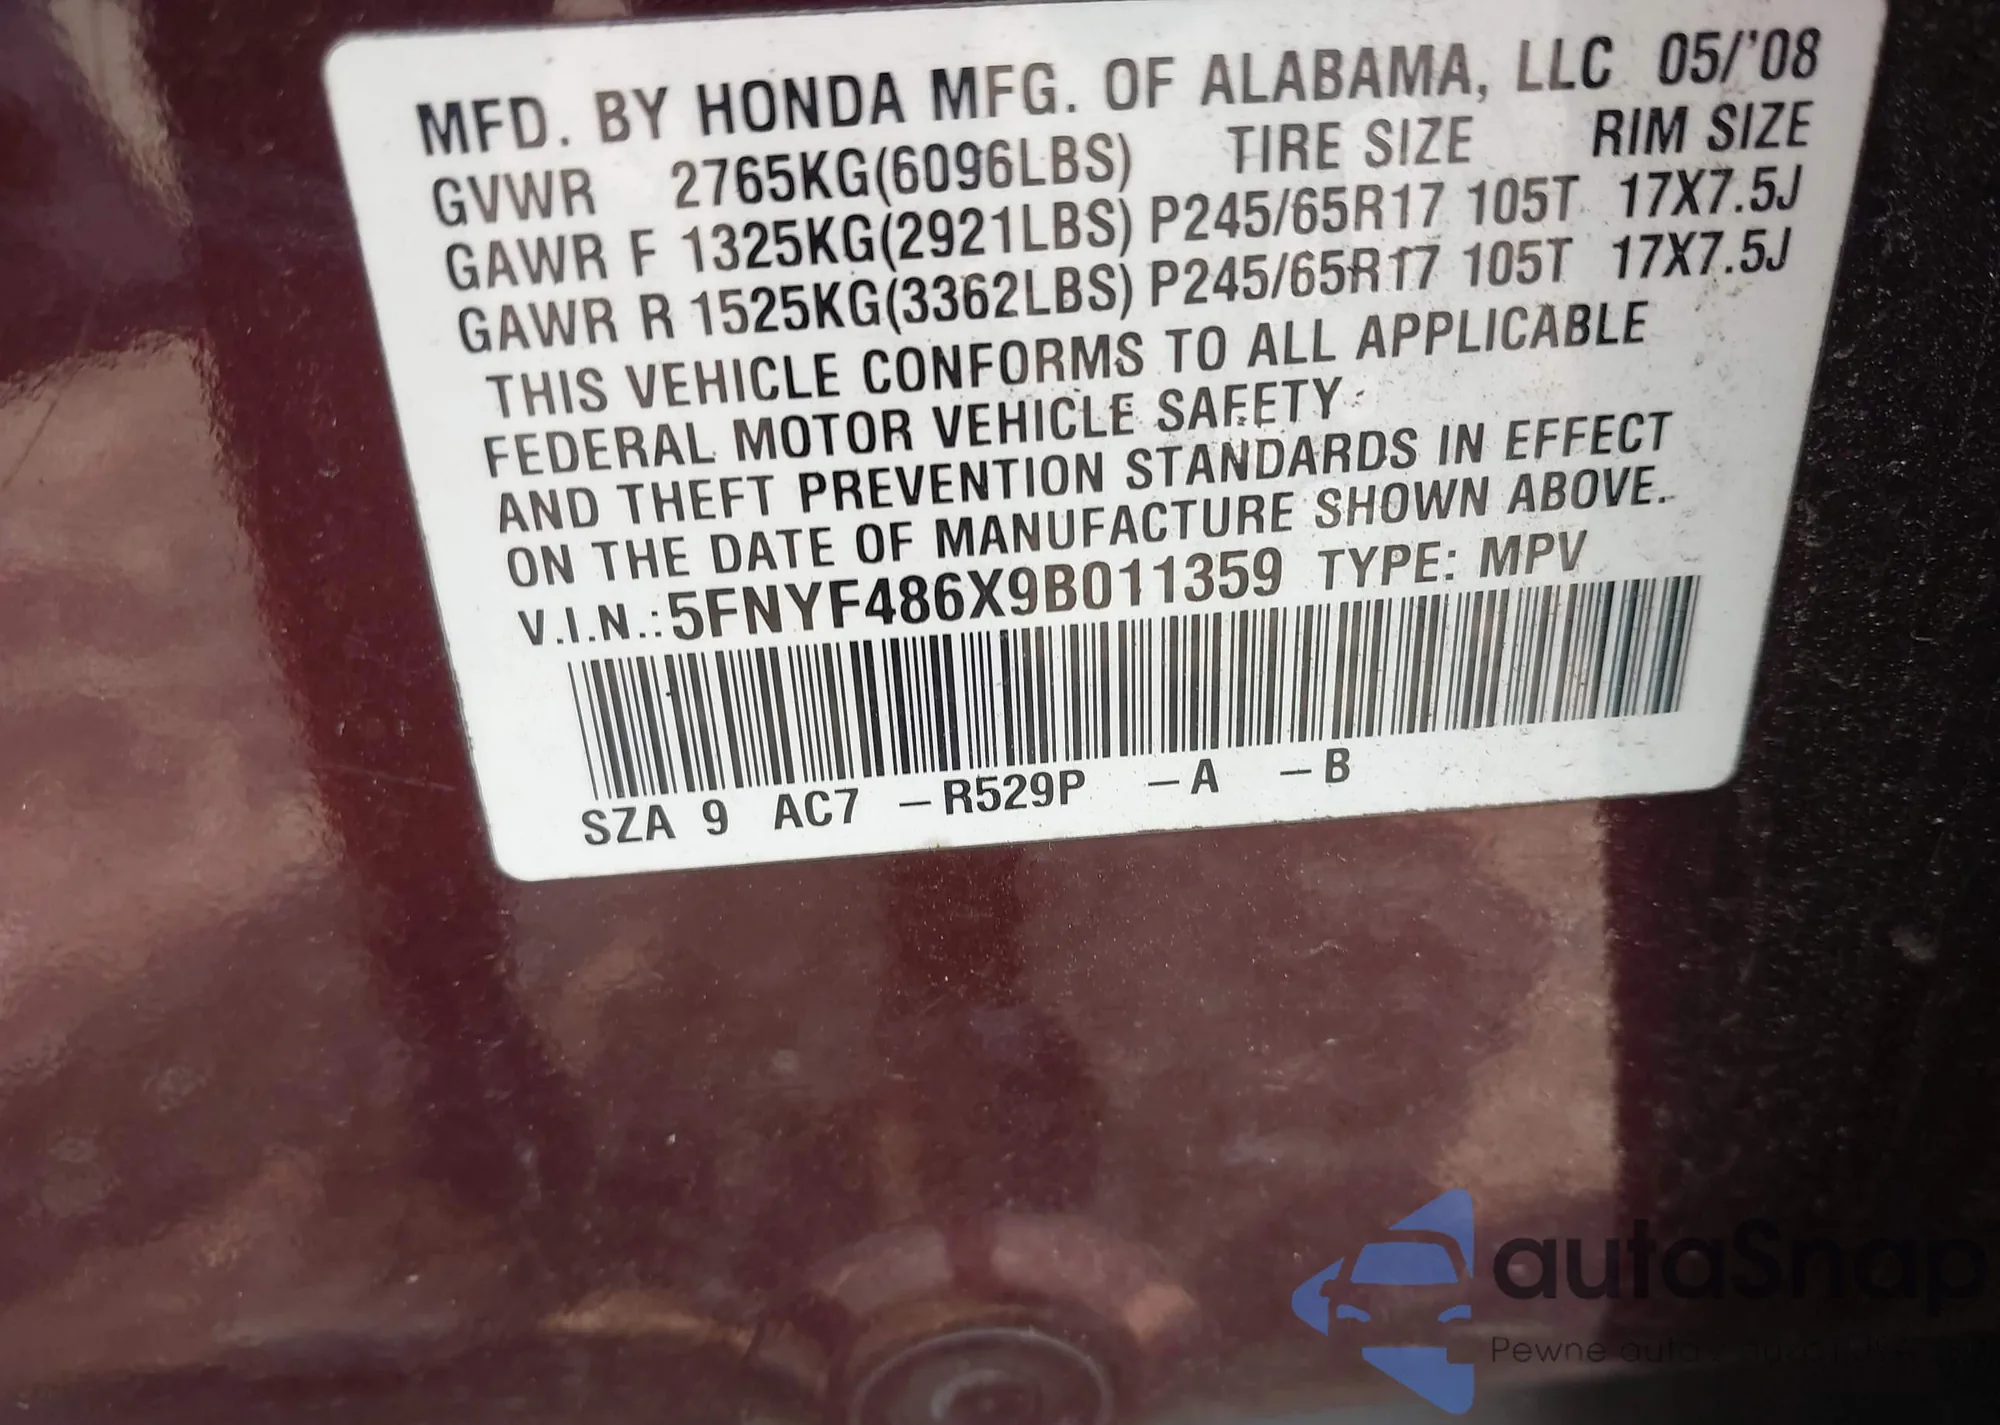 MFD. BY HONDA MFG. OF ALABAMA, LLC 05/'08
GVWR 2765KG(6096LBS) TIRE SIZE RIM SIZE
GAWR F 1325KG(2921LBS) P245/65R17 105T 17X7.5J
GAWR R 1525KG(3362LBS) P245/65R17 105T 17X7.5J
THIS VEHICLE CONFORMS TO ALL APPLICABLE
FEDERAL MOTOR VEHICLE SAFETY
AND THEFT PREVENTION STANDARDS IN EFFECT
ON THE DATE OF MANUFACTURE SHOWN ABOVE.
V.I.N.: 5FNYF486X9B011359 TYPE: MPV
SZA 9 AC7 –R529P –A –B
autaSnap
Pewne auta z